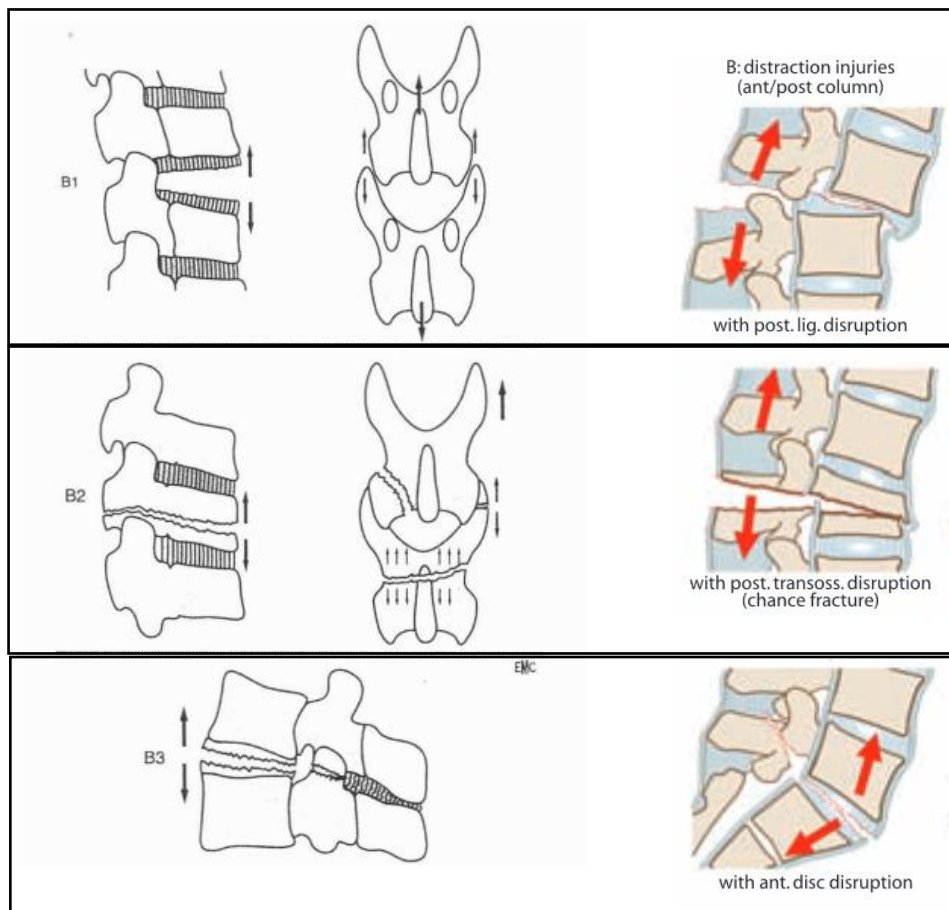 B1
B: distraction injuries
(ant/post column)
with post. lig. disruption
B2
with post. transoss. disruption
(chance fracture)
EMC
B3
with ant. disc disruption